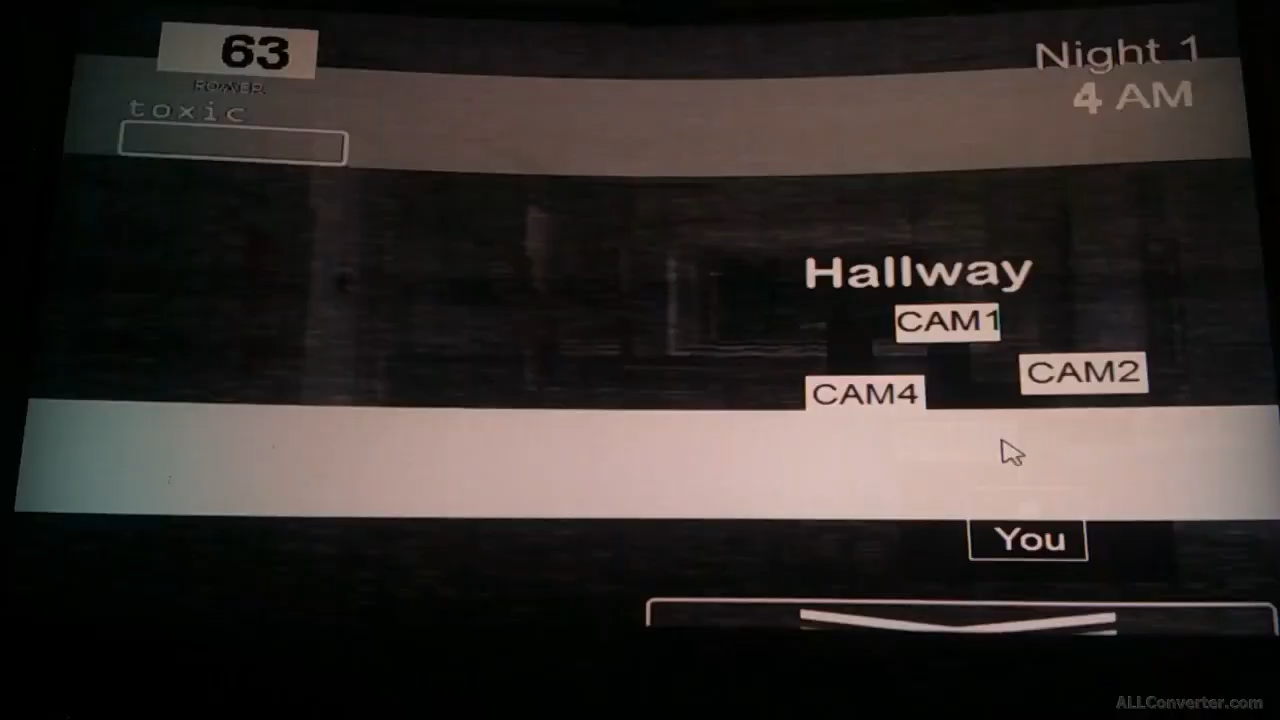 63
POWER
toxic
Night 1
4 AM
Hallway
CAM1
CAM2
CAM4
You
ALLConverter.com